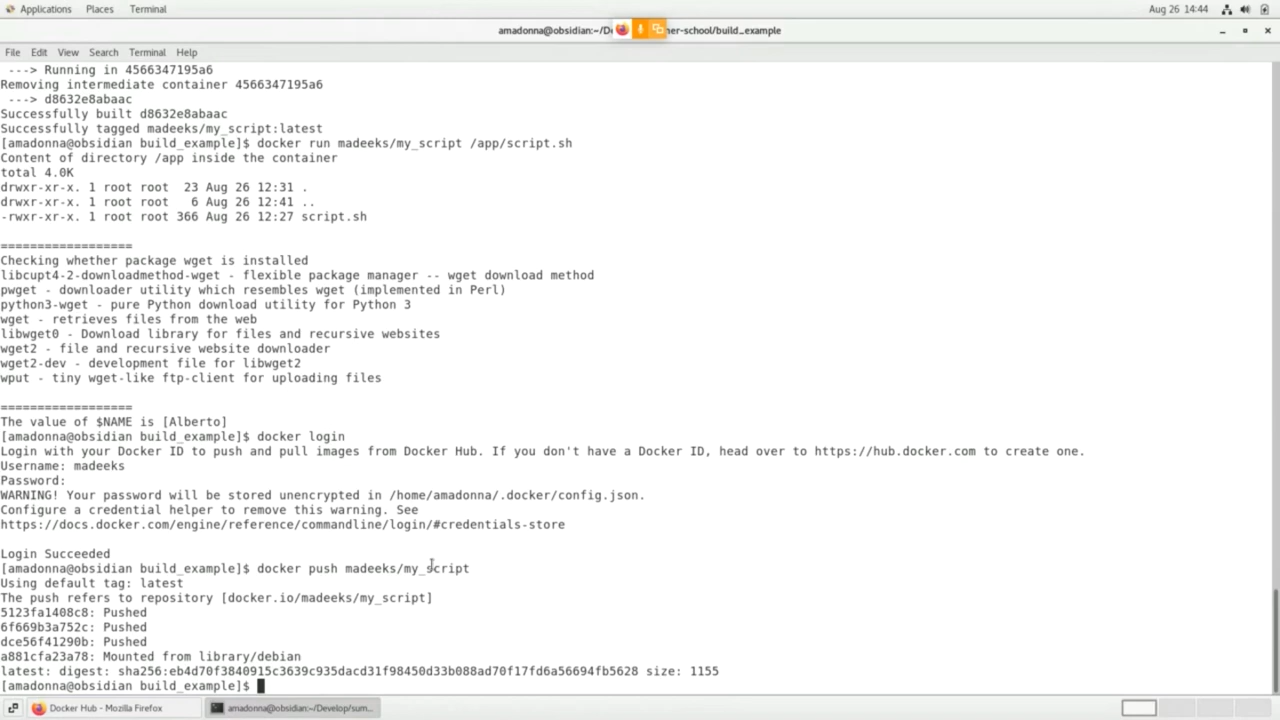 Applications Places Terminal Aug 26 14:44
amadonna@obsidian:~/De ner-school/build_example
File Edit View Search Terminal Help
---> Running in 4566347195a6
Removing intermediate container 4566347195a6
---> d8632e8abaac
Successfully built d8632e8abaac
Successfully tagged madeeks/my_script:latest
[amadonna@obsidian build_example]$ docker run madeeks/my_script /app/script.sh
Content of directory /app inside the container
total 4.0K
drwxr-xr-x. 1 root root  23 Aug 26 12:31 .
drwxr-xr-x. 1 root root   6 Aug 26 12:41 ..
-rwxr-xr-x. 1 root root 366 Aug 26 12:27 script.sh
==================
Checking whether package wget is installed
libcupt4-2-downloadmethod-wget - flexible package manager -- wget download method
pwget - downloader utility which resembles wget (implemented in Perl)
python3-wget - pure Python download utility for Python 3
wget - retrieves files from the web
libwget0 - Download library for files and recursive websites
wget2 - file and recursive website downloader
wget2-dev - development file for libwget2
wput - tiny wget-like ftp-client for uploading files
==================
The value of $NAME is [Alberto]
[amadonna@obsidian build_example]$ docker login
Login with your Docker ID to push and pull images from Docker Hub. If you don't have a Docker ID, head over to https://hub.docker.com to create one.
Username: madeeks
Password:
WARNING! Your password will be stored unencrypted in /home/amadonna/.docker/config.json.
Configure a credential helper to remove this warning. See
https://docs.docker.com/engine/reference/commandline/login/#credentials-store
Login Succeeded
[amadonna@obsidian build_example]$ docker push madeeks/my_script
Using default tag: latest
The push refers to repository [docker.io/madeeks/my_script]
5123fa1408c8: Pushed
6f669b3a752c: Pushed
dce56f41290b: Pushed
a881cfa23a78: Mounted from library/debian
latest: digest: sha256:eb4d70f3840915c3639c935dacd31f98450d33b088ad70f17fd6a56694fb5628 size: 1155
[amadonna@obsidian build_example]$
Docker Hub - Mozilla Firefox amadonna@obsidian:~/Develop/sum...